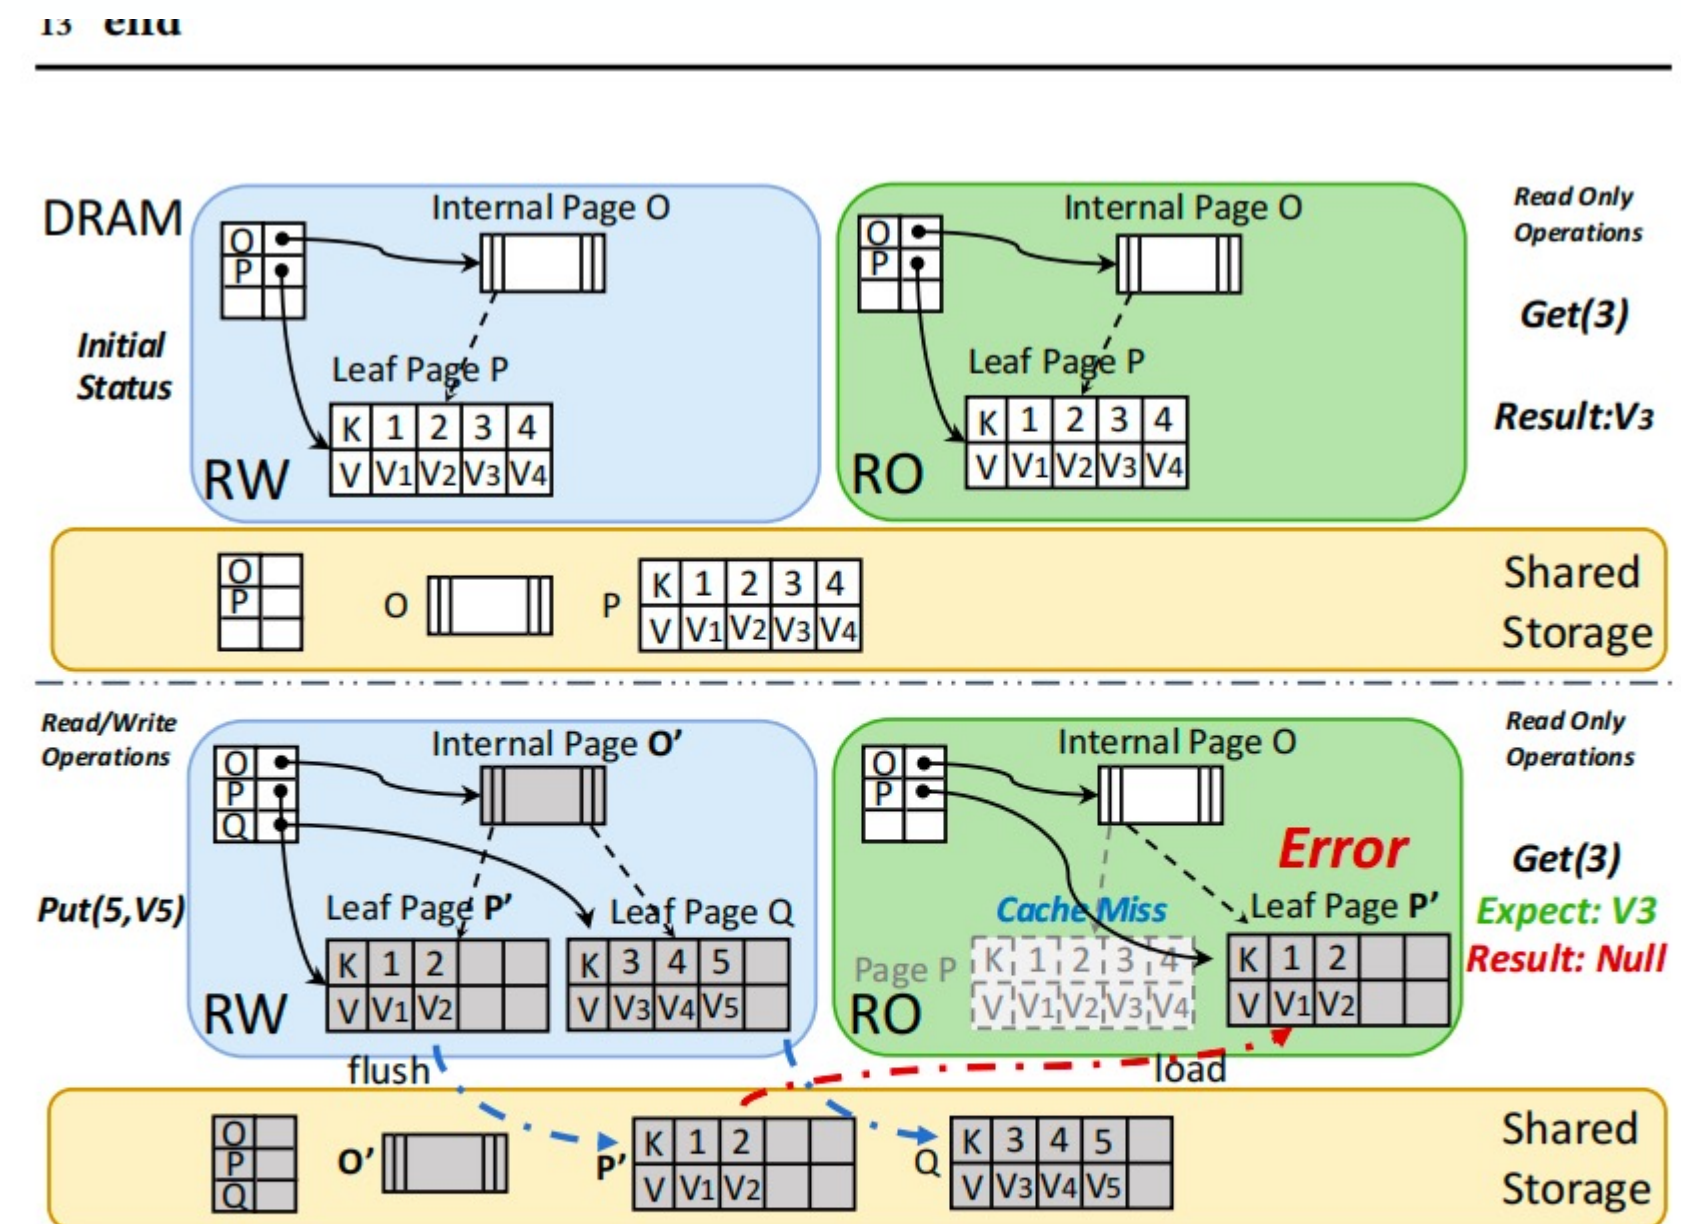 13 end
DRAM
Initial
Status
Internal Page O
O
P
Leaf Page P
K 1 2 3 4
V V1 V2 V3 V4
RW
Internal Page O
O
P
Leaf Page P
K 1 2 3 4
V V1 V2 V3 V4
RO
Read Only
Operations
Get(3)
Result:V3
O
P
O
P
K 1 2 3 4
V V1 V2 V3 V4
Shared
Storage
Read/Write
Operations
Put(5,V5)
Internal Page O’
O
P
Q
Leaf Page P’
K 1 2
V V1 V2
Leaf Page Q
K 3 4 5
V V3 V4 V5
RW
Internal Page O
O
P
Error
Cache Miss
Page P
K 1 2 3 4
V V1 V2 V3 V4
Leaf Page P’
K 1 2
V V1 V2
RO
Read Only
Operations
Get(3)
Expect: V3
Result: Null
flush
load
O
P
Q
O’
P’
K 1 2
V V1 V2
Q
K 3 4 5
V V3 V4 V5
Shared
Storage